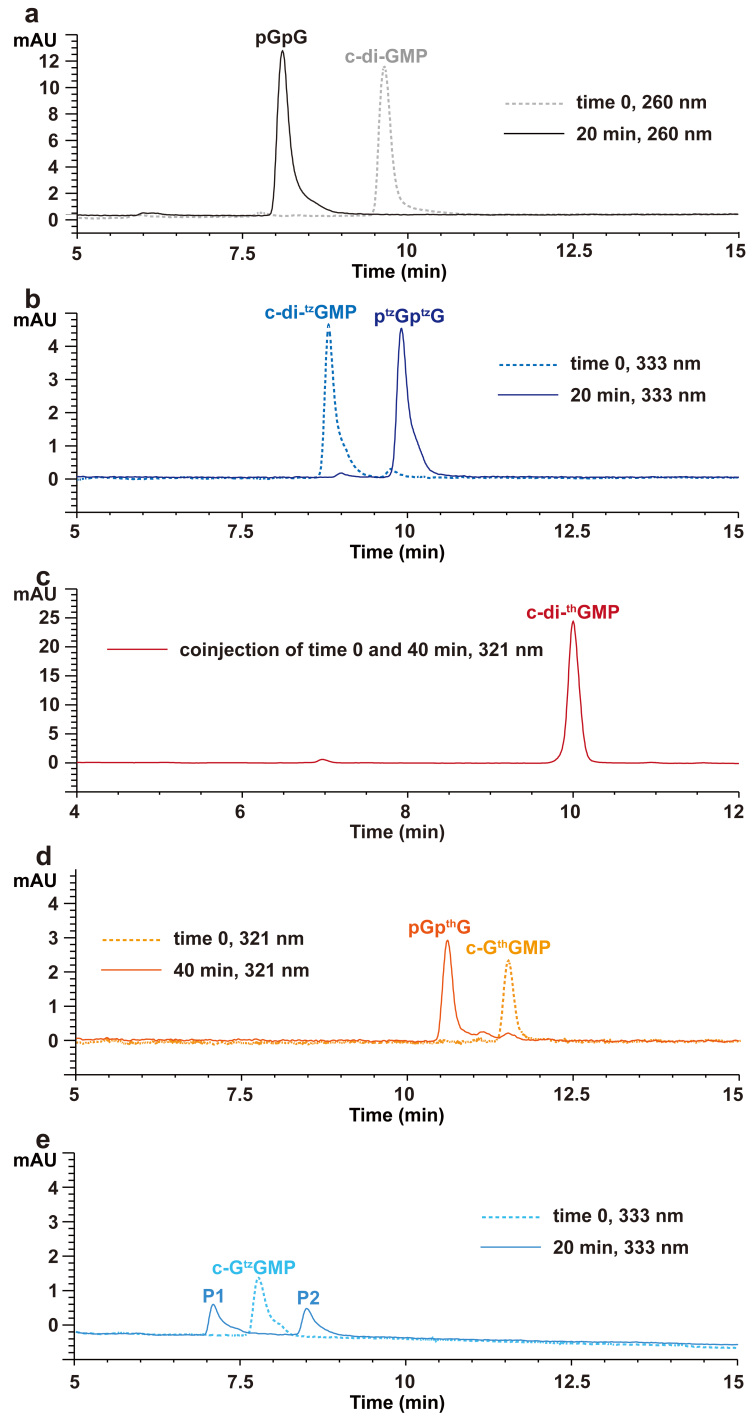 a
mAU
pGpG
c-di-GMP
12
10
8
6
4
2
0
time 0, 260 nm
20 min, 260 nm
5 7.5 10 12.5 15
Time (min)
b
mAU
c-di-ᵗᶻGMP
pᵗᶻGpᵗᶻG
4
3
2
1
0
time 0, 333 nm
20 min, 333 nm
5 7.5 10 12.5 15
Time (min)
c
mAU
c-di-ᵗʰGMP
25
20
15
10
5
0
coinjection of time 0 and 40 min, 321 nm
4 6 8 10 12
Time (min)
d
mAU
4
3
2
1
0
time 0, 321 nm
40 min, 321 nm
pGpᵗʰG
c-GᵗʰGMP
5 7.5 10 12.5 15
Time (min)
e
mAU
4
3
2
1
0
time 0, 333 nm
20 min, 333 nm
c-GᵗᶻGMP
P1
P2
5 7.5 10 12.5 15
Time (min)